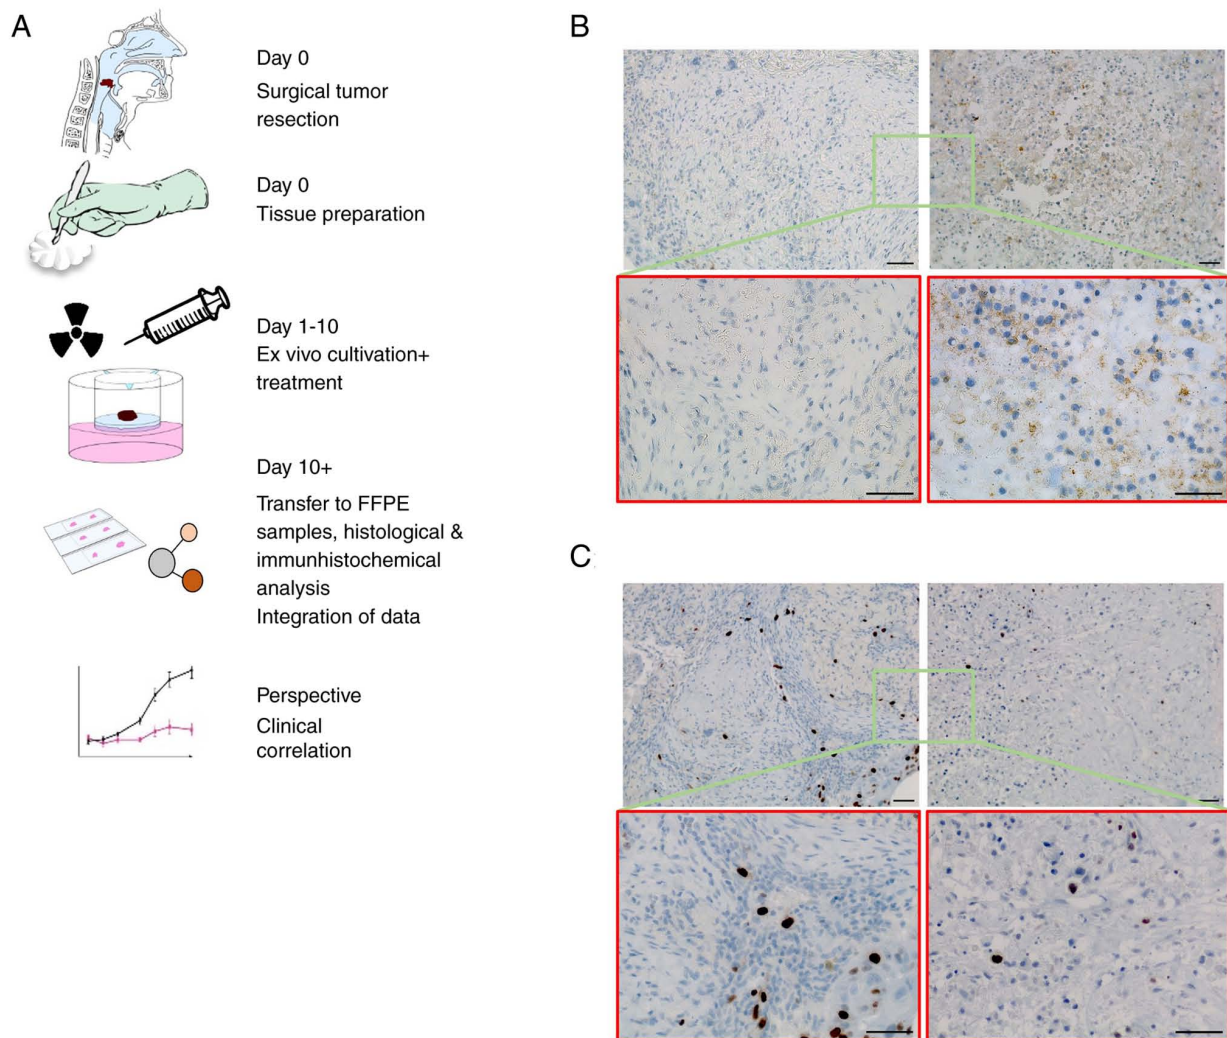 A
Day 0
Surgical tumor
resection
Day 0
Tissue preparation
Day 1-10
Ex vivo cultivation+
treatment
Day 10+
Transfer to FFPE
samples, histological &
immunhistochemical
analysis
Integration of data
Perspective
Clinical
correlation
B
C